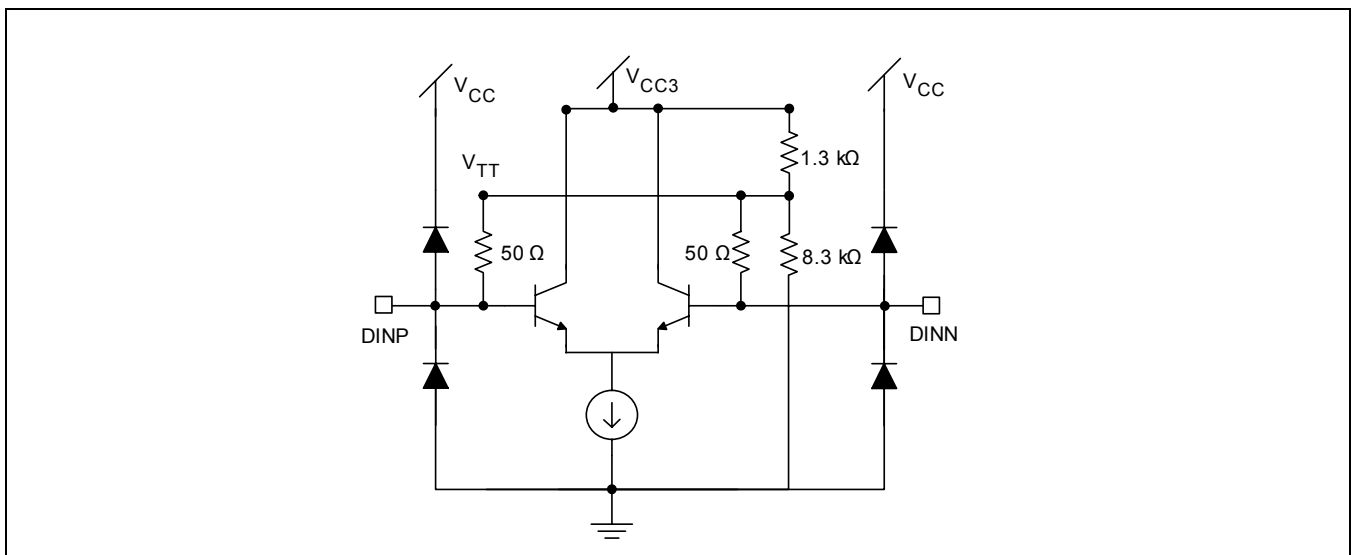 V_CC
V_CC3
V_CC
1.3 kΩ
V_TT
50 Ω
50 Ω
8.3 kΩ
DINP
DINN